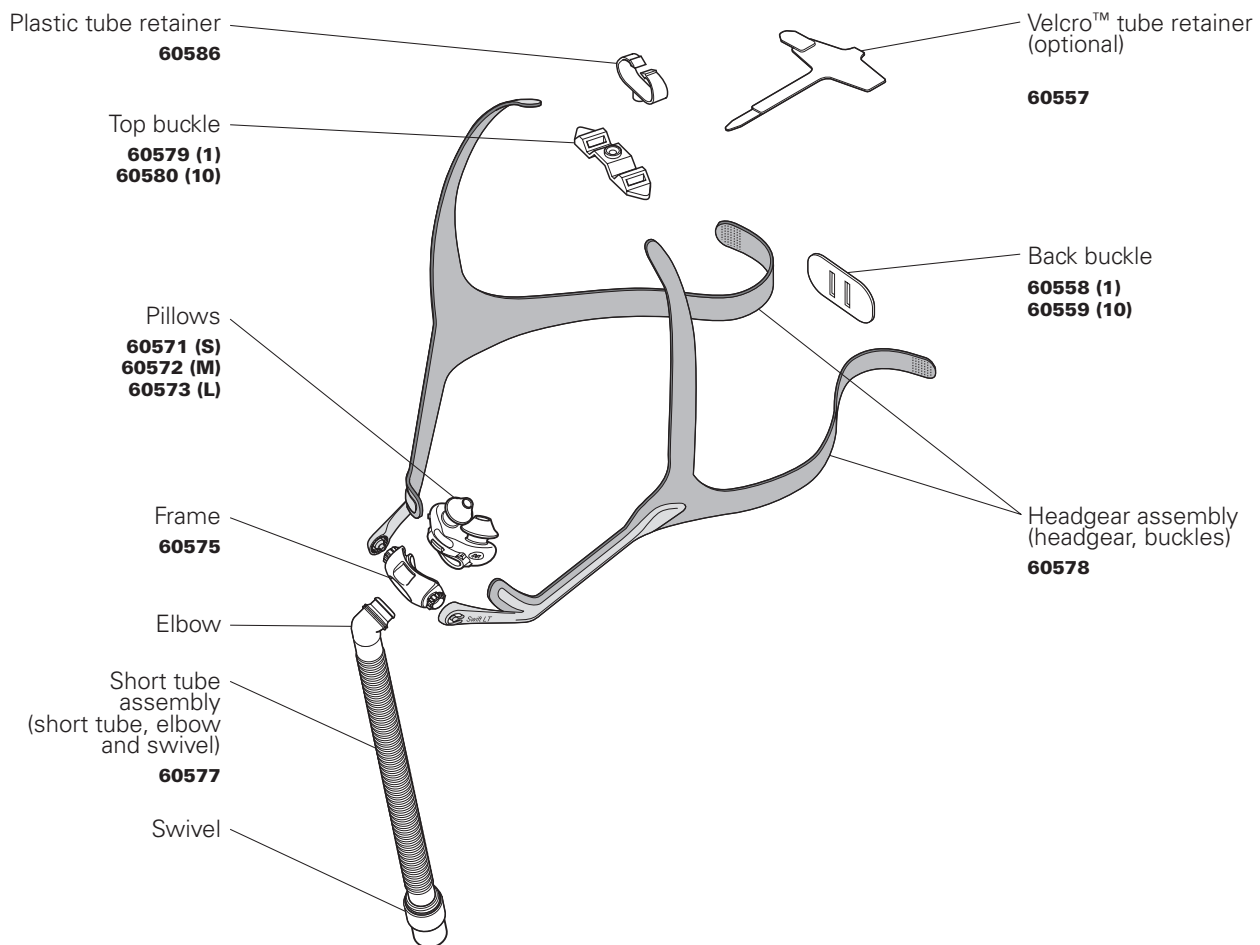 Plastic tube retainer
60586
Top buckle
60579 (1)
60580 (10)
Pillows
60571 (S)
60572 (M)
60573 (L)
Frame
60575
Elbow
Short tube
assembly
(short tube, elbow
and swivel)
60577
Swivel
Velcro™ tube retainer
(optional)
60557
Back buckle
60558 (1)
60559 (10)
Headgear assembly
(headgear, buckles)
60578
Swift LT